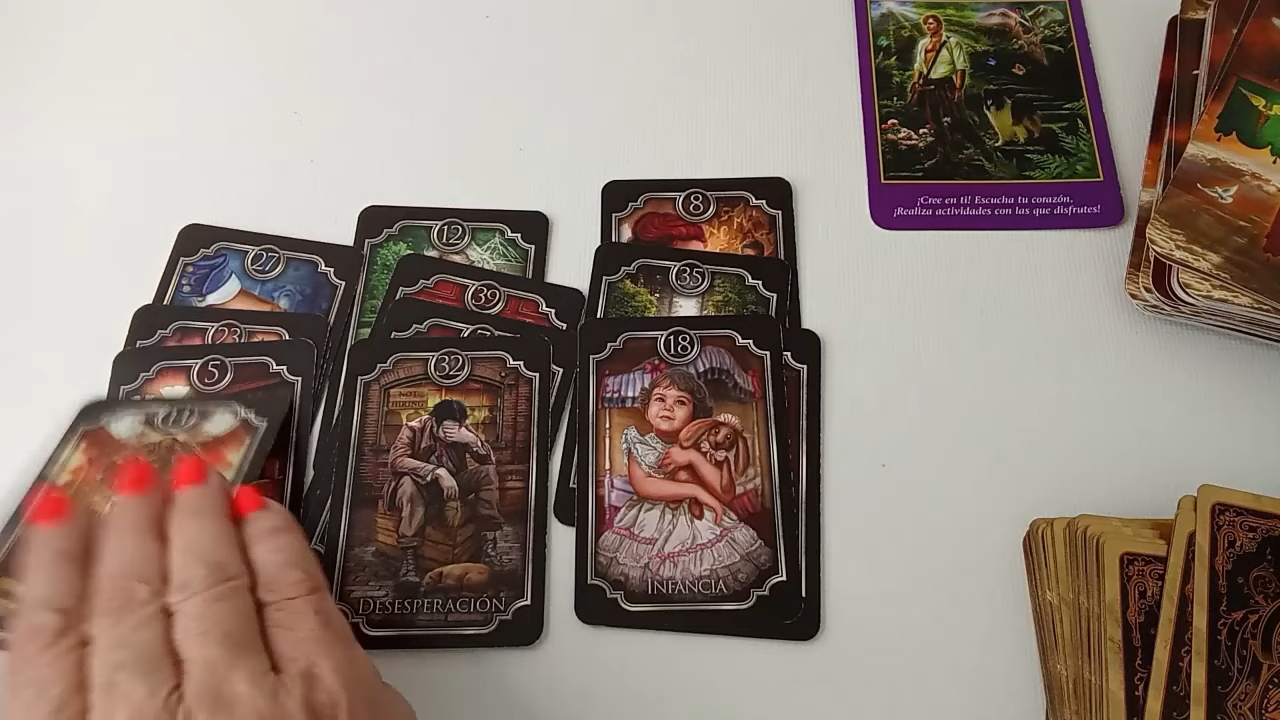 ¡Cree en ti! Escucha tu corazón.
¡Realiza actividades con las que disfrutes!
8
12
27
35
39
23
18
32
5
NOT
HIRING
INFANCIA
DESESPERACIÓN